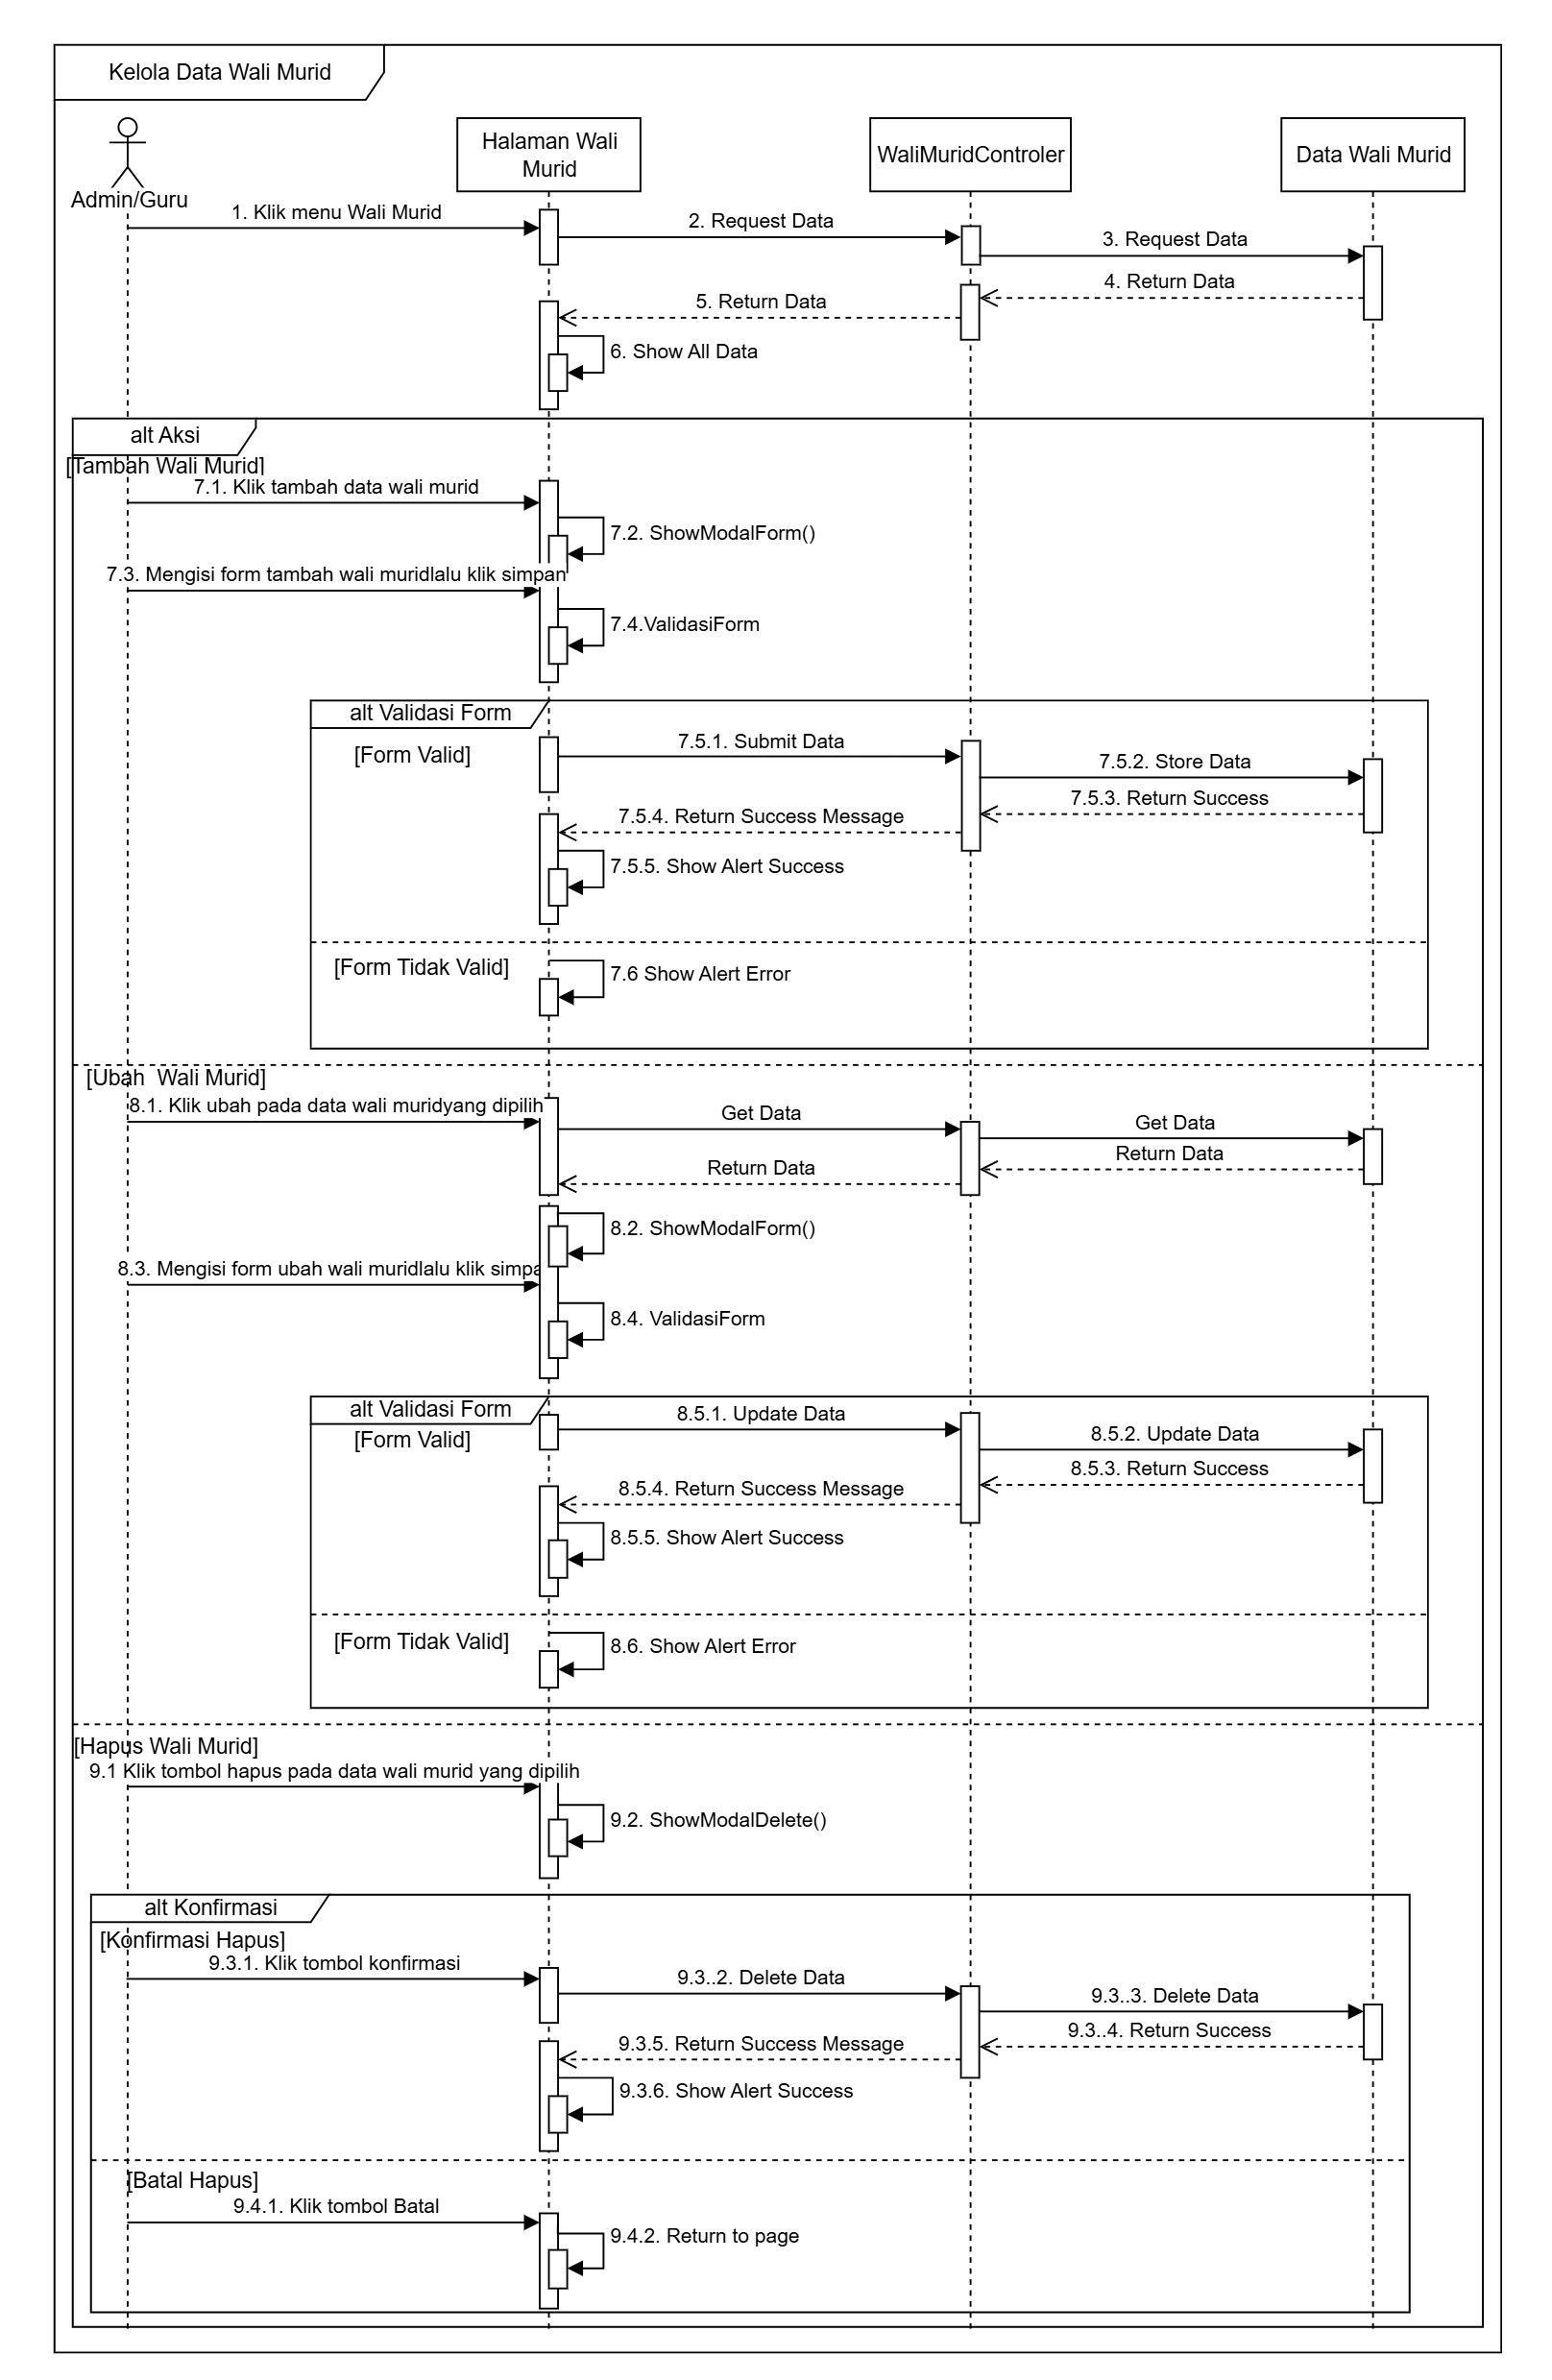 Kelola Data Wali Murid
Halaman Wali
Murid
WaliMuridControler
Data Wali Murid
Admin/Guru
1. Klik menu Wali Murid
2. Request Data
3. Request Data
4. Return Data
5. Return Data
6. Show All Data
alt Aksi
[Tambah Wali Murid]
7.1. Klik tambah data wali murid
7.2. ShowModalForm()
7.3. Mengisi form tambah wali muridlalu klik simpan
7.4.ValidasiForm
alt Validasi Form
[Form Valid]
7.5.1. Submit Data
7.5.2. Store Data
7.5.3. Return Success
7.5.4. Return Success Message
7.5.5. Show Alert Success
[Form Tidak Valid]
7.6 Show Alert Error
[Ubah  Wali Murid]
8.1. Klik ubah pada data wali muridyang dipilih
Get Data
Get Data
Return Data
Return Data
8.2. ShowModalForm()
8.3. Mengisi form ubah wali muridlalu klik simpa
8.4. ValidasiForm
alt Validasi Form
[Form Valid]
8.5.1. Update Data
8.5.2. Update Data
8.5.3. Return Success
8.5.4. Return Success Message
8.5.5. Show Alert Success
[Form Tidak Valid]
8.6. Show Alert Error
[Hapus Wali Murid]
9.1 Klik tombol hapus pada data wali murid yang dipilih
9.2. ShowModalDelete()
alt Konfirmasi
[Konfirmasi Hapus]
9.3.1. Klik tombol konfirmasi
9.3..2. Delete Data
9.3..3. Delete Data
9.3..4. Return Success
9.3.5. Return Success Message
9.3.6. Show Alert Success
[Batal Hapus]
9.4.1. Klik tombol Batal
9.4.2. Return to page